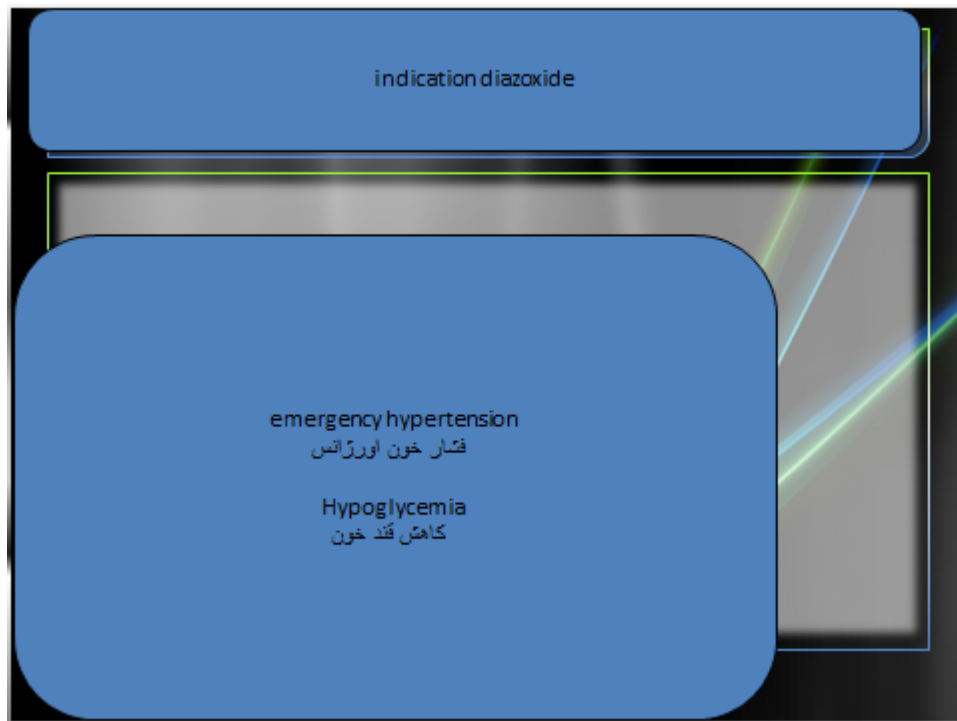 indication diazoxide
emergency hypertension
فشار خون اورژانس
Hypoglycemia
کاهش قند خون